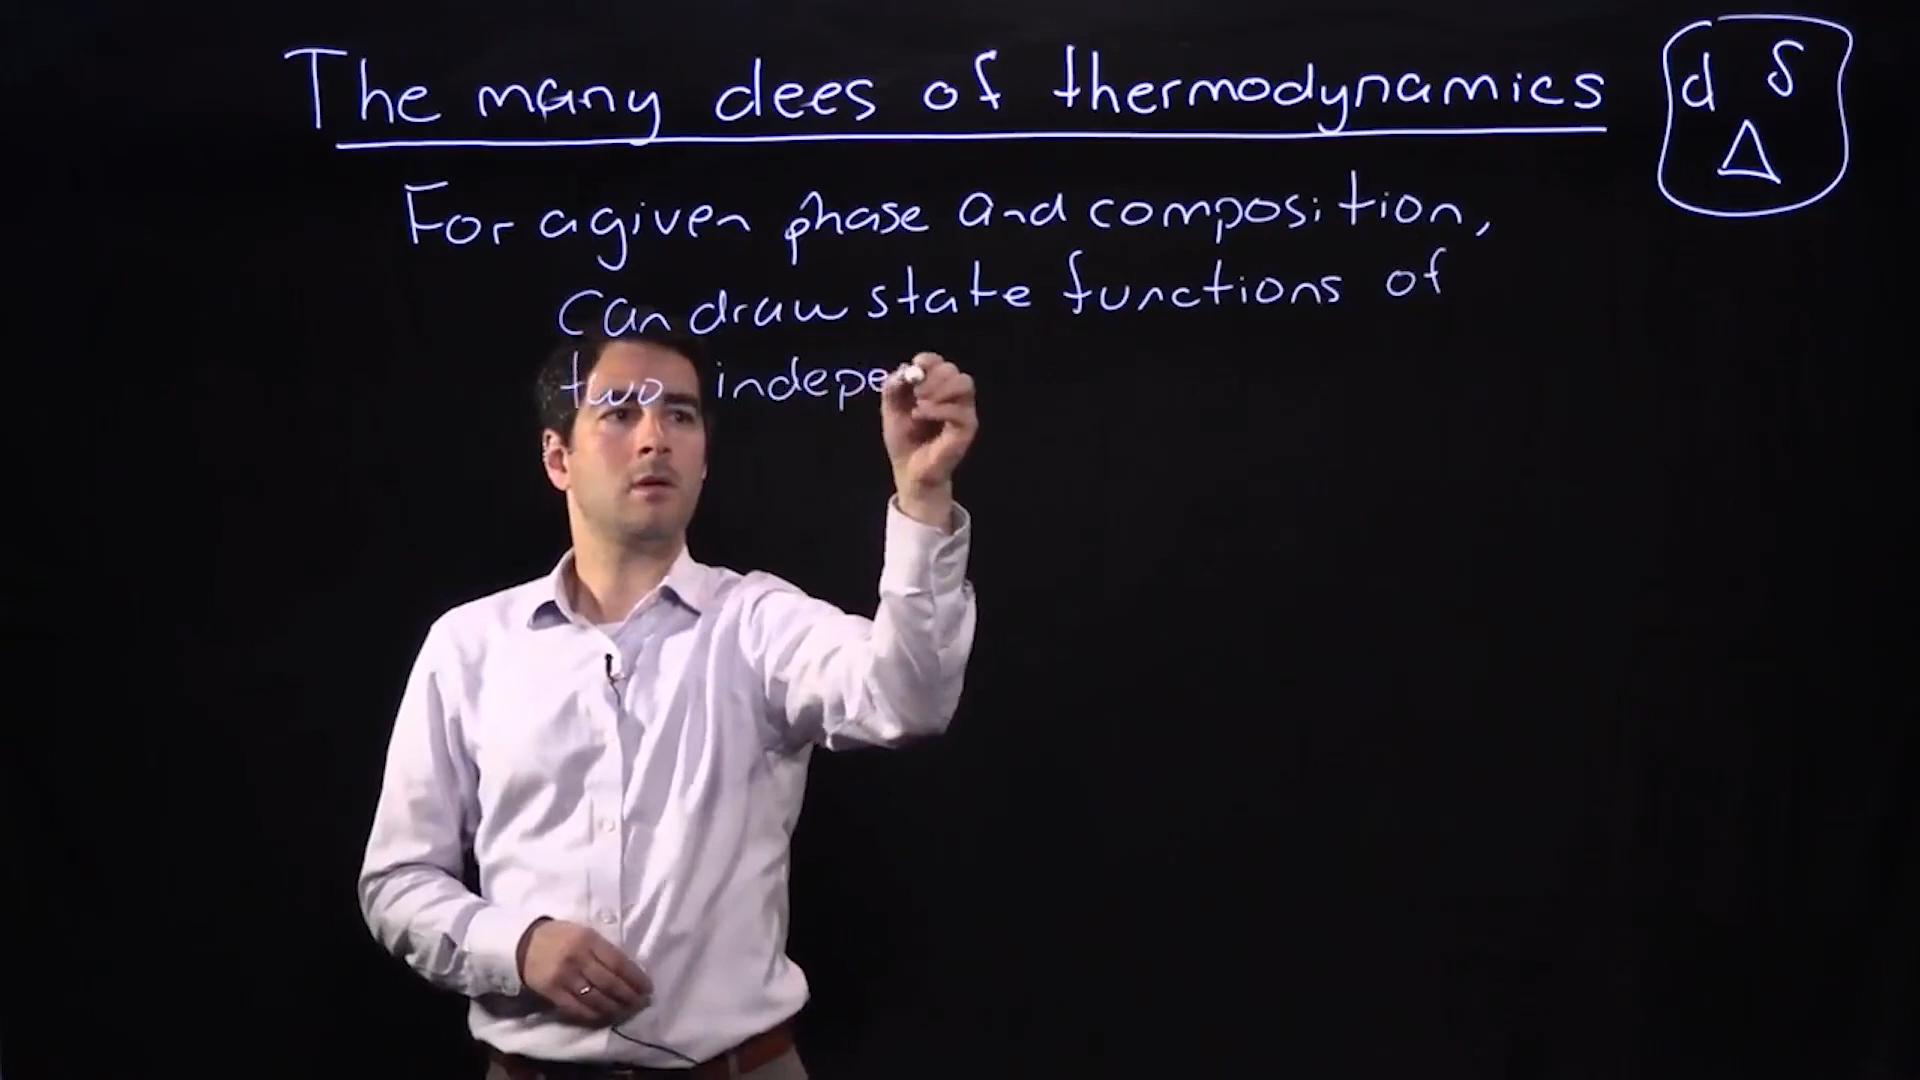 The many dees of thermodynamics
d δ
Δ
For a given phase and composition,
can draw state functions of
two indepe